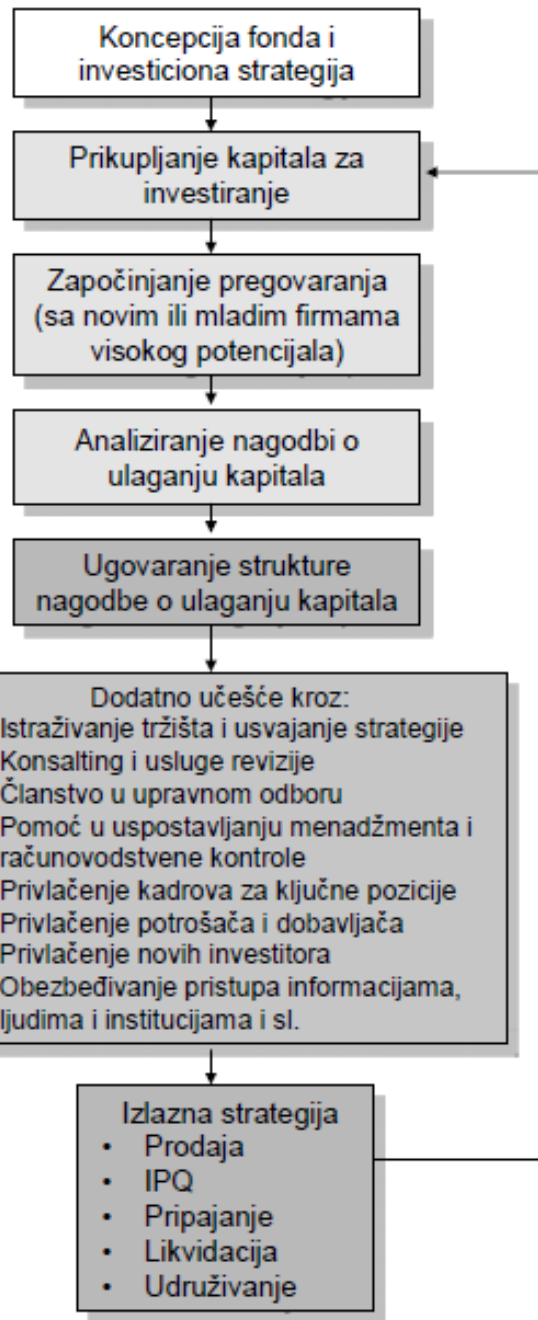 Koncepcija fonda i
investiciona strategija
Prikupljanje kapitala za
investiranje
Započinjanje pregovaranja
(sa novim ili mladim firmama
visokog potencijala)
Analiziranje nagodbi o
ulaganju kapitala
Ugovaranje strukture
nagodbe o ulaganju kapitala
Dodatno učešće kroz:
Istraživanje tržišta i usvajanje strategije
Konsalting i usluge revizije
Članstvo u upravnom odboru
Pomoć u uspostavljanju menadžmenta i
računovodstvene kontrole
Privlačenje kadrova za ključne pozicije
Privlačenje potrošača i dobavljača
Privlačenje novih investitora
Obezbeđivanje pristupa informacijama,
ljudima i institucijama i sl.
Izlazna strategija
• Prodaja
• IPQ
• Pripajanje
• Likvidacija
• Udruživanje